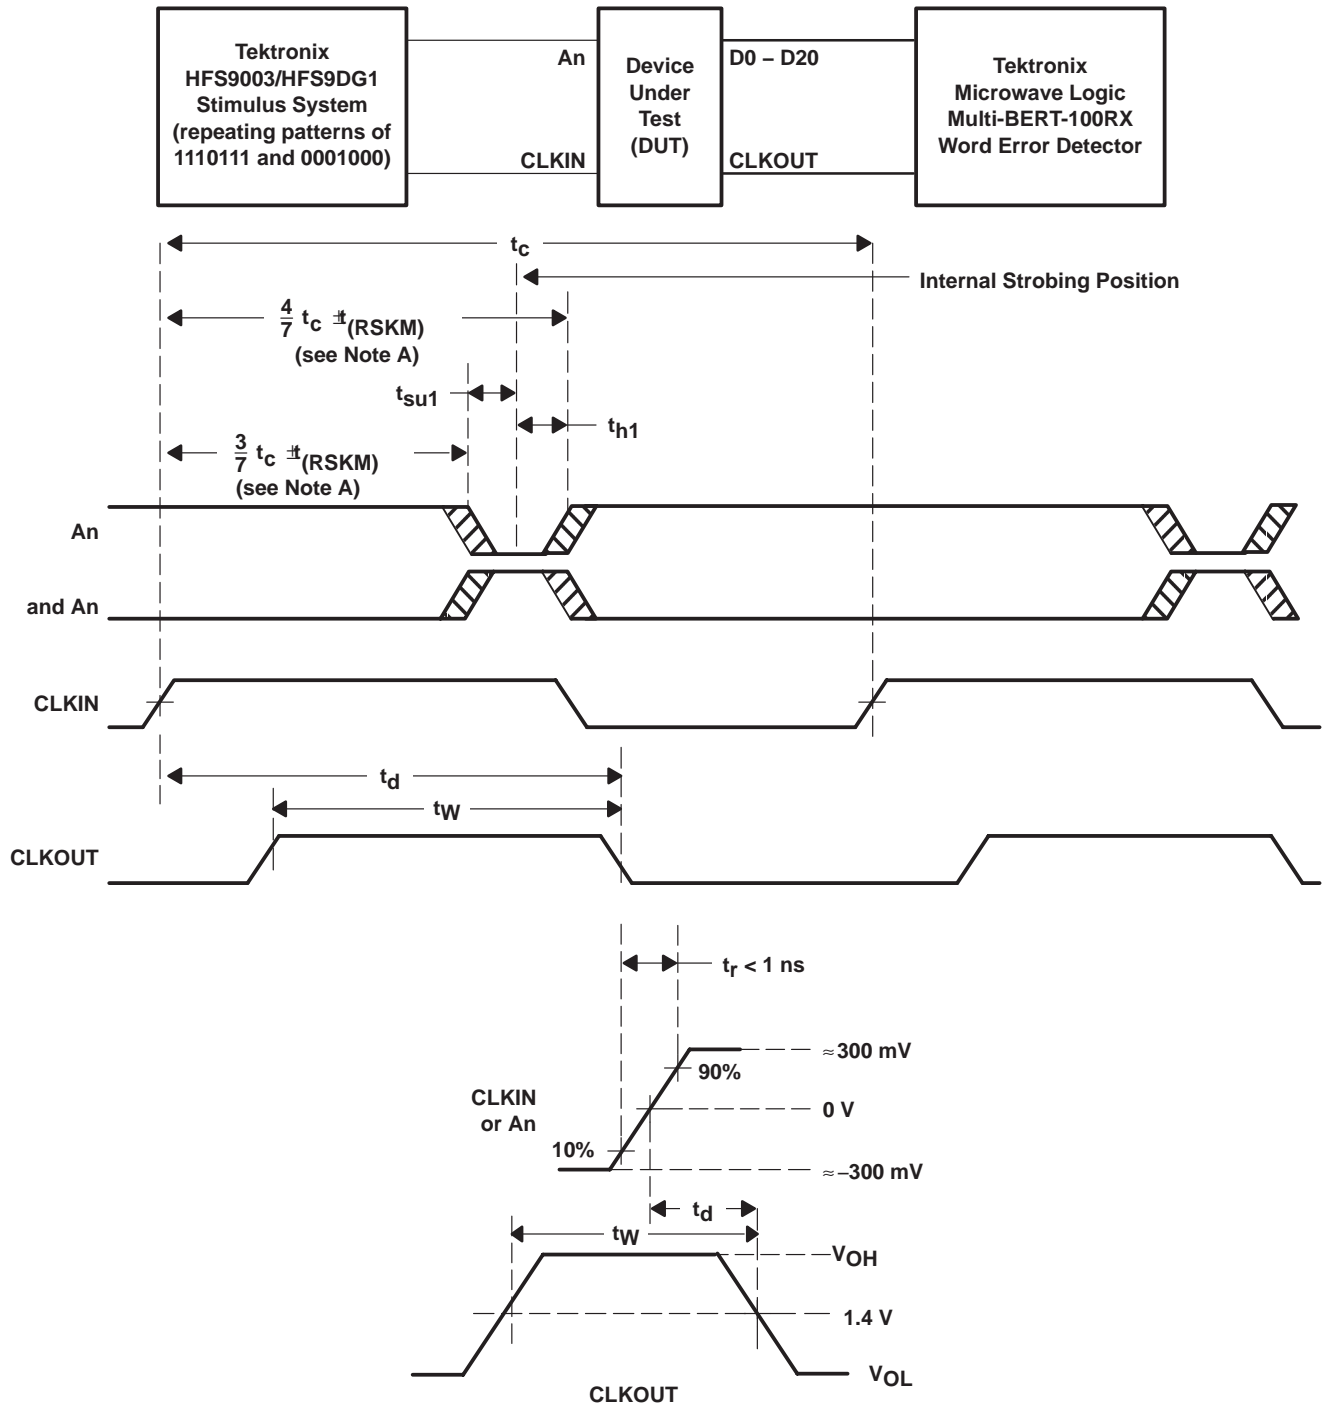 Tektronix
HFS9003/HFS9DG1
Stimulus System
(repeating patterns of
1110111 and 0001000)
An
CLKIN
Device
Under
Test
(DUT)
D0 – D20
CLKOUT
Tektronix
Microwave Logic
Multi-BERT-100RX
Word Error Detector
tc
Internal Strobing Position
4/7 tc ±t(RSKM)
(see Note A)
tsu1
th1
3/7 tc ±t(RSKM)
(see Note A)
An
and An
CLKIN
td
tW
CLKOUT
tr < 1 ns
≈300 mV
90%
CLKIN
or An
0 V
10%
≈–300 mV
td
tW
VOH
1.4 V
VOL
CLKOUT